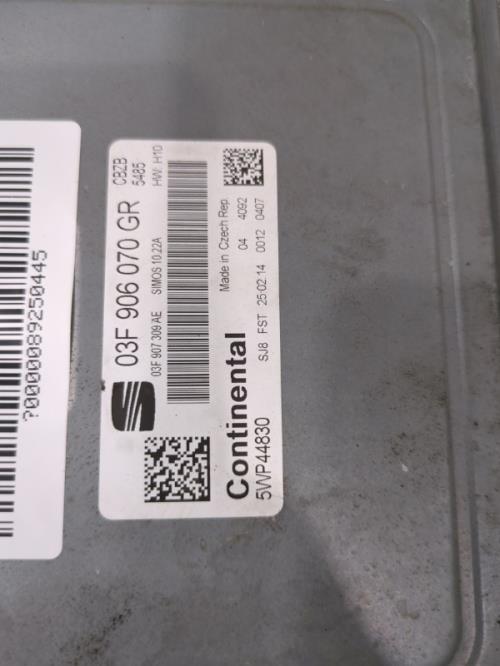 ?0000089250445
03F 906 070 GR
CBZB
5485
03F 907 309 AE SIMOS 10.22A HW: H10
Continental
Made in Czech Rep.
04 4092
5WP44830
SJ8 FST 25.02.14 0012 0407